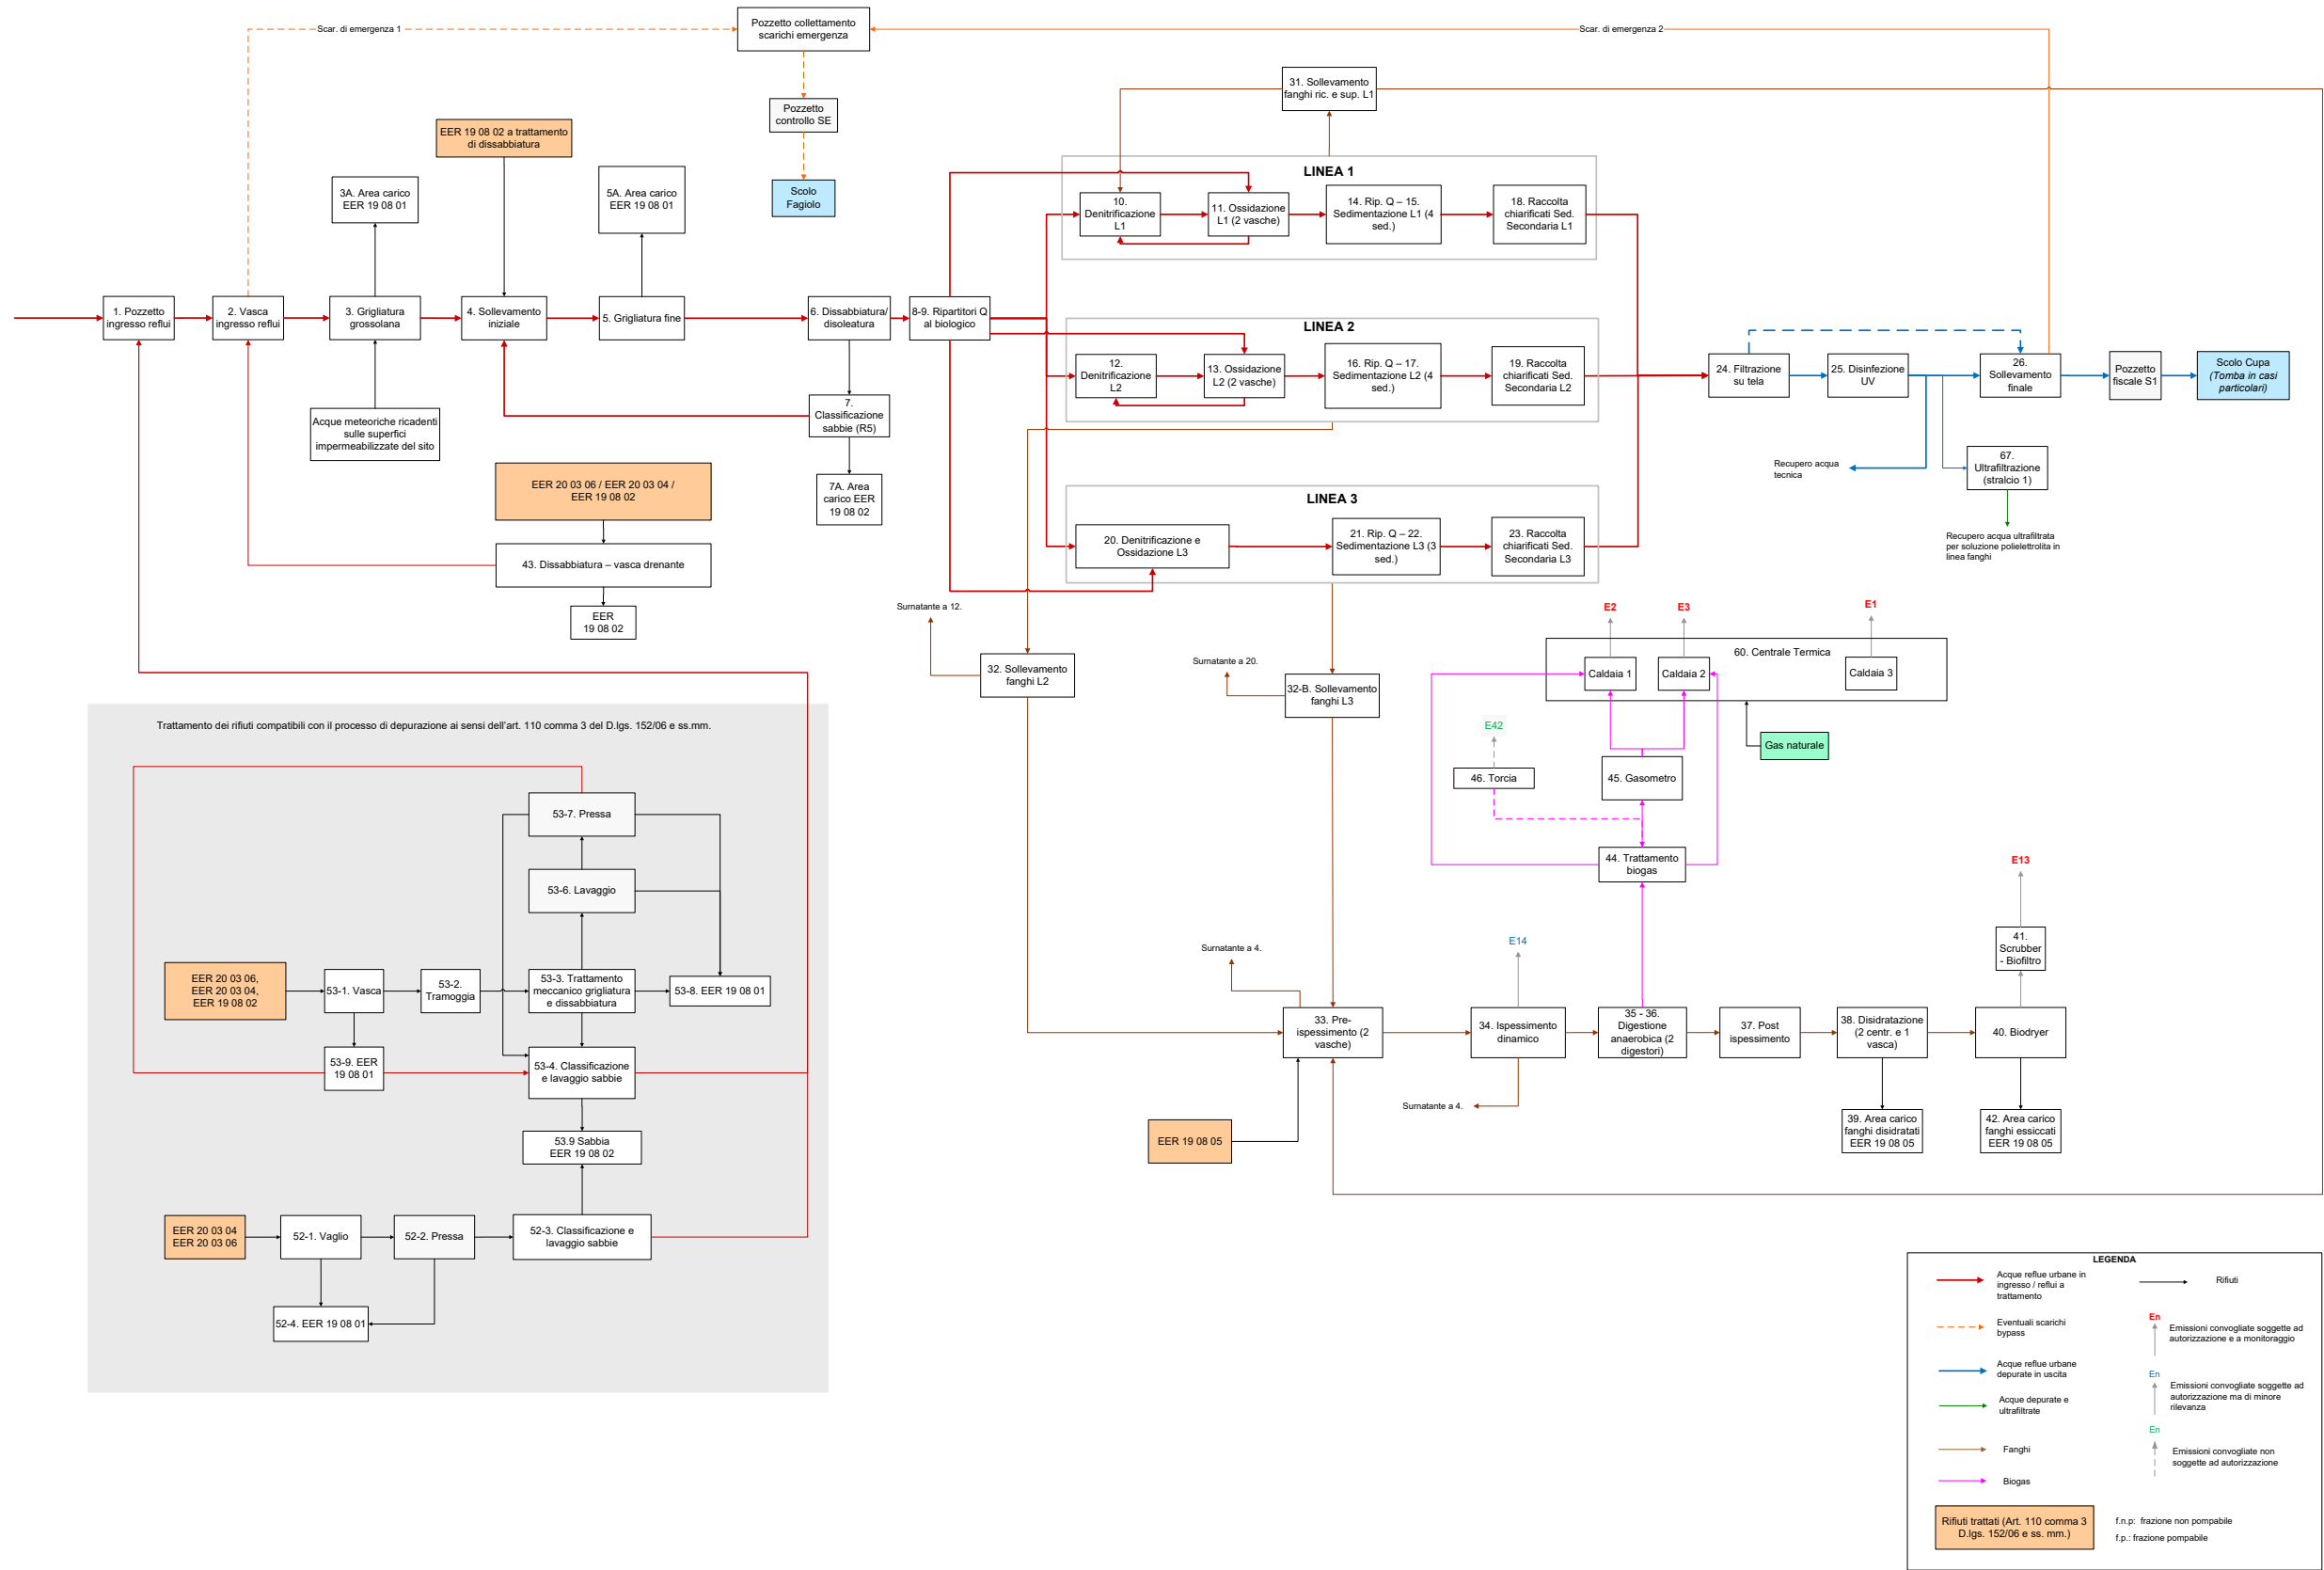 Scar. di emergenza 1
Pozzetto collettamento
scarichi emergenza
Scar. di emergenza 2
Pozzetto
controllo SE
Scolo
Fagiolo
31. Sollevamento
fanghi ric. e sup. L1
EER 19 08 02 a trattamento
di dissabbiatura
3A. Area carico
EER 19 08 01
5A. Area carico
EER 19 08 01
1. Pozzetto
ingresso reflui
2. Vasca
ingresso reflui
3. Grigliatura
grossolana
4. Sollevamento
iniziale
5. Grigliatura fine
6. Dissabbiatura/
disoleatura
8-9. Ripartitori Q
al biologico
Acque meteoriche ricadenti
sulle superfici
impermeabilizzate del sito
7.
Classificazione
sabbie (R5)
7A. Area
carico EER
19 08 02
EER 20 03 06 / EER 20 03 04 /
EER 19 08 02
43. Dissabbiatura – vasca drenante
EER
19 08 02
LINEA 1
10.
Denitrificazione
L1
11. Ossidazione
L1 (2 vasche)
14. Rip. Q – 15.
Sedimentazione L1 (4
sed.)
18. Raccolta
chiarificati Sed.
Secondaria L1
LINEA 2
12.
Denitrificazione
L2
13. Ossidazione
L2 (2 vasche)
16. Rip. Q – 17.
Sedimentazione L2 (4
sed.)
19. Raccolta
chiarificati Sed.
Secondaria L2
LINEA 3
20. Denitrificazione e
Ossidazione L3
21. Rip. Q – 22.
Sedimentazione L3 (3
sed.)
23. Raccolta
chiarificati Sed.
Secondaria L3
24. Filtrazione
su tela
25. Disinfezione
UV
26.
Sollevamento
finale
Pozzetto
fiscale S1
Scolo Cupa
(Tomba in casi
particolari)
Recupero acqua
tecnica
67.
Ultrafiltrazione
(stralcio 1)
Recupero acqua ultrafiltrata
per soluzione polielettrolita in
linea fanghi
Surnatante a 12.
32. Sollevamento
fanghi L2
Surnatante a 20.
32-B. Sollevamento
fanghi L3
E2
E3
E1
60. Centrale Termica
Caldaia 1
Caldaia 2
Caldaia 3
Gas naturale
E42
46. Torcia
45. Gasometro
44. Trattamento
biogas
E13
41.
Scrubber
- Biofiltro
Surnatante a 4.
E14
33. Pre-
ispessimento (2
vasche)
34. Ispessimento
dinamico
35 - 36.
Digestione
anaerobica (2
digestori)
37. Post
ispessimento
38. Disidratazione
(2 centr. e 1
vasca)
40. Biodryer
Surnatante a 4.
EER 19 08 05
39. Area carico
fanghi disidratati
EER 19 08 05
42. Area carico
fanghi essiccati
EER 19 08 05
Trattamento dei rifiuti compatibili con il processo di depurazione ai sensi dell'art. 110 comma 3 del D.lgs. 152/06 e ss.mm.
53-7. Pressa
53-6. Lavaggio
EER 20 03 06,
EER 20 03 04,
EER 19 08 02
53-1. Vasca
53-2.
Tramoggia
53-3. Trattamento
meccanico grigliatura
e dissabbiatura
53-8. EER 19 08 01
53-9. EER
19 08 01
53-4. Classificazione
e lavaggio sabbie
53.9 Sabbia
EER 19 08 02
EER 20 03 04
EER 20 03 06
52-1. Vaglio
52-2. Pressa
52-3. Classificazione e
lavaggio sabbie
52-4. EER 19 08 01
LEGENDA
Acque reflue urbane in
ingresso / reflui a
trattamento
Rifiuti
Eventuali scarichi
bypass
En
Emissioni convogliate soggette ad
autorizzazione e a monitoraggio
Acque reflue urbane
depurate in uscita
En
Emissioni convogliate soggette ad
autorizzazione ma di minore
rilevanza
Acque depurate e
ultrafiltrate
En
Emissioni convogliate non
soggette ad autorizzazione
Fanghi
Biogas
Rifiuti trattati (Art. 110 comma 3
D.lgs. 152/06 e ss. mm.)
f.n.p: frazione non pompabile
f.p.: frazione pompabile